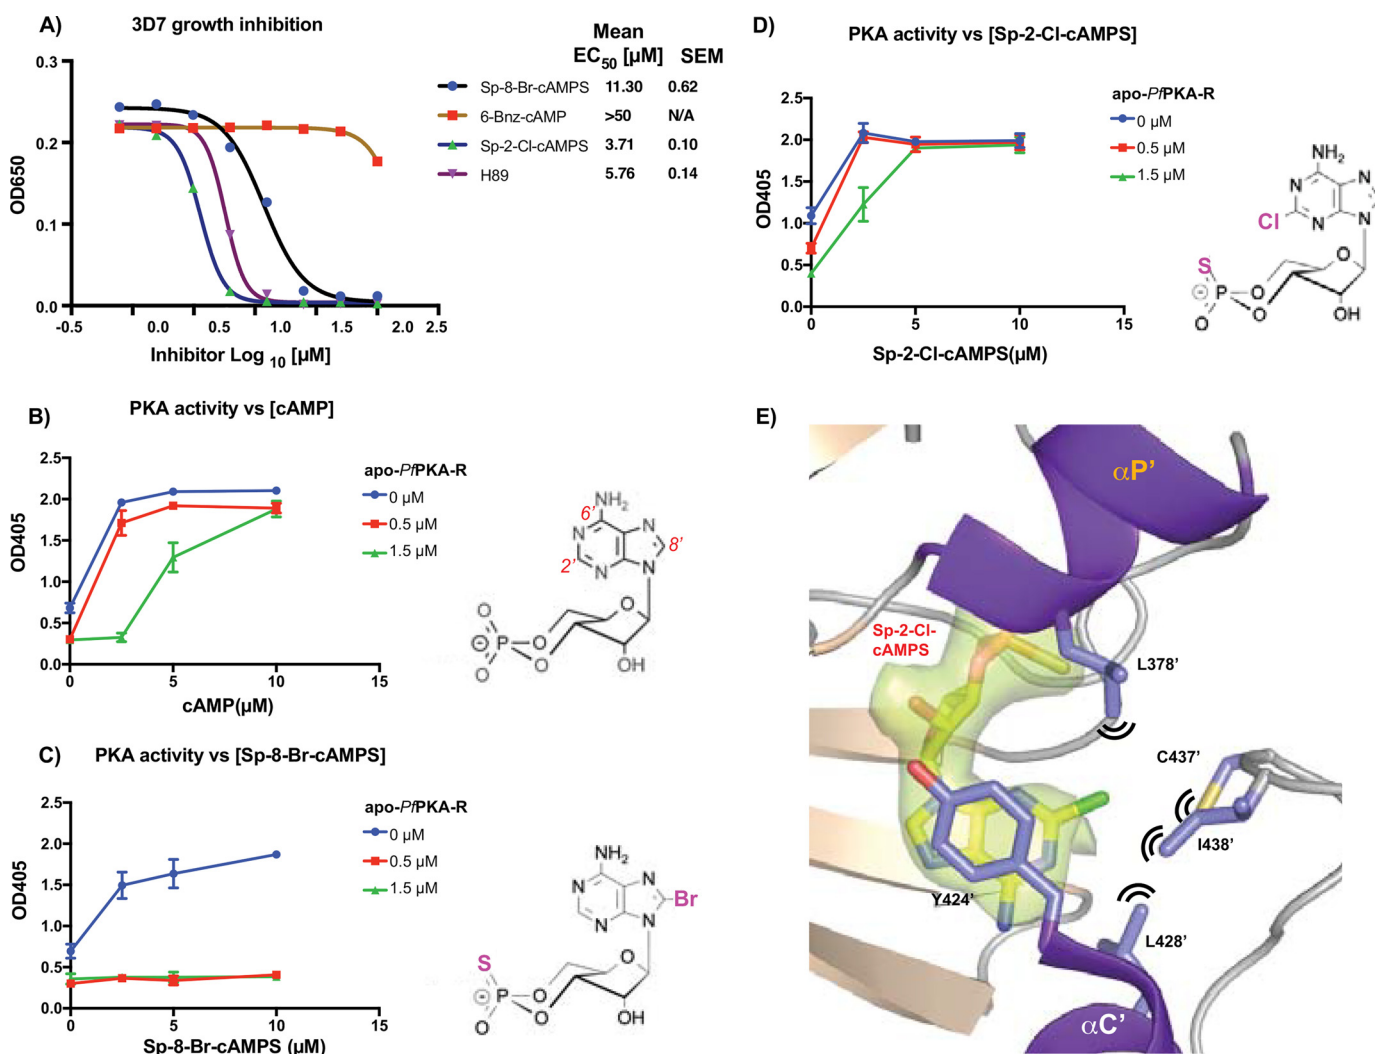 A)
3D7 growth inhibition
Mean
EC50 [µM] SEM
Sp-8-Br-cAMPS 11.30 0.62
6-Bnz-cAMP >50 N/A
Sp-2-Cl-cAMPS 3.71 0.10
H89 5.76 0.14
OD650
0.3
0.2
0.1
0.0
-0.5 0.0 0.5 1.0 1.5 2.0 2.5
Inhibitor Log 10 [µM]
B)
PKA activity vs [cAMP]
OD405
2.5
2.0
1.5
1.0
0.5
0.0
0 5 10 15
cAMP(µM)
apo-PfPKA-R
0 µM
0.5 µM
1.5 µM
NH2
6'
N
N
8'
2'
N
N
O
O
P
O
O
O
OH
C)
PKA activity vs [Sp-8-Br-cAMPS]
OD405
2.5
2.0
1.5
1.0
0.5
0.0
0 5 10 15
Sp-8-Br-cAMPS (µM)
apo-PfPKA-R
0 µM
0.5 µM
1.5 µM
NH2
N
N
Br
N
N
S
O
P
O
O
O
OH
D)
PKA activity vs [Sp-2-Cl-cAMPS]
OD405
2.5
2.0
1.5
1.0
0.5
0.0
0 5 10 15
Sp-2-Cl-cAMPS(µM)
apo-PfPKA-R
0 µM
0.5 µM
1.5 µM
NH2
N
N
Cl
N
N
S
O
P
O
O
O
OH
E)
αP'
Sp-2-Cl-
cAMPS
L378'
C437'
I438'
Y424'
L428'
αC'